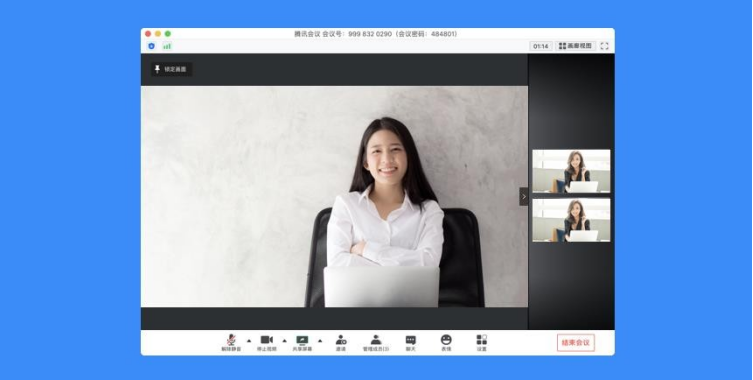 腾讯会议 会议号：999 832 0290（会议密码：484801）
01:14 画廊视图
锁定画面
解除静音 停止视频 共享屏幕 邀请 管理成员(3) 聊天 表情 设置 结束会议